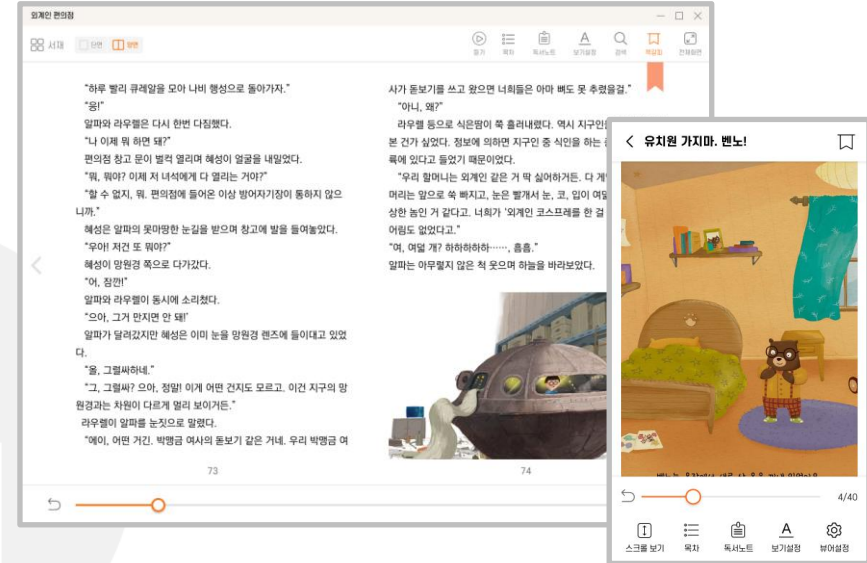 외계인 편의점
서재
단면
양면
듣기
목차
독서노트
보기설정
검색
책갈피
전체화면
“하루 빨리 큐레알을 모아 나비 행성으로 돌아가자.”
“응!”
알파와 라우렐은 다시 한번 다짐했다.
“나 이제 뭐 하면 돼?”
편의점 창고 문이 벌컥 열리며 혜성이 얼굴을 내밀었다.
“뭐, 뭐야? 이제 저 녀석에게 다 열리는 거야?”
“할 수 없지, 뭐. 편의점에 들어온 이상 방어자기장이 통하지 않으
니까.”
혜성은 알파의 못마땅한 눈길을 받으며 창고에 발을 들여놓았다.
“우아! 저건 또 뭐야?”
혜성이 망원경 쪽으로 다가갔다.
“어, 잠깐!”
알파와 라우렐이 동시에 소리쳤다.
“으아, 그거 만지면 안 돼!”
알파가 달려갔지만 혜성은 이미 눈을 망원경 렌즈에 들이대고 있었
다.
“올, 그럴싸하네.”
“그, 그럴싸? 으아, 정말! 이게 어떤 건지도 모르고. 이건 지구의 망
원경과는 차원이 다르게 멀리 보이거든.”
라우렐이 알파를 눈짓으로 말렸다.
“에이, 어떤 거긴. 박맹금 여사의 돋보기 같은 거네. 우리 박맹금 여
73
사가 돋보기를 쓰고 왔으면 너희들은 아마 뼈도 못 추렸을걸.”
“아니, 왜?”
라우렐 등으로 식은땀이 쭉 흘러내렸다. 역시 지구인을
본 건가 싶었다. 정보에 의하면 지구인 중 식인을 하는
륙에 있다고 들었기 때문이었다.
“우리 할머니는 외계인 같은 거 딱 싫어하거든. 다
머리는 앞으로 쑥 빠지고, 눈은 빨개서 눈, 코, 입이
상한 놈인 거 같다고. 너희가 ‘외계인 코스프레를 한 걸
어림도 없었다고.”
“여, 여덟 개? 하하하하하……, 흠흠.”
알파는 아무렇지 않은 척 웃으며 하늘을 바라보았다.
74
유치원 가지마. 벤노!
4/40
스크롤 보기
목차
독서노트
보기설정
뷰어설정